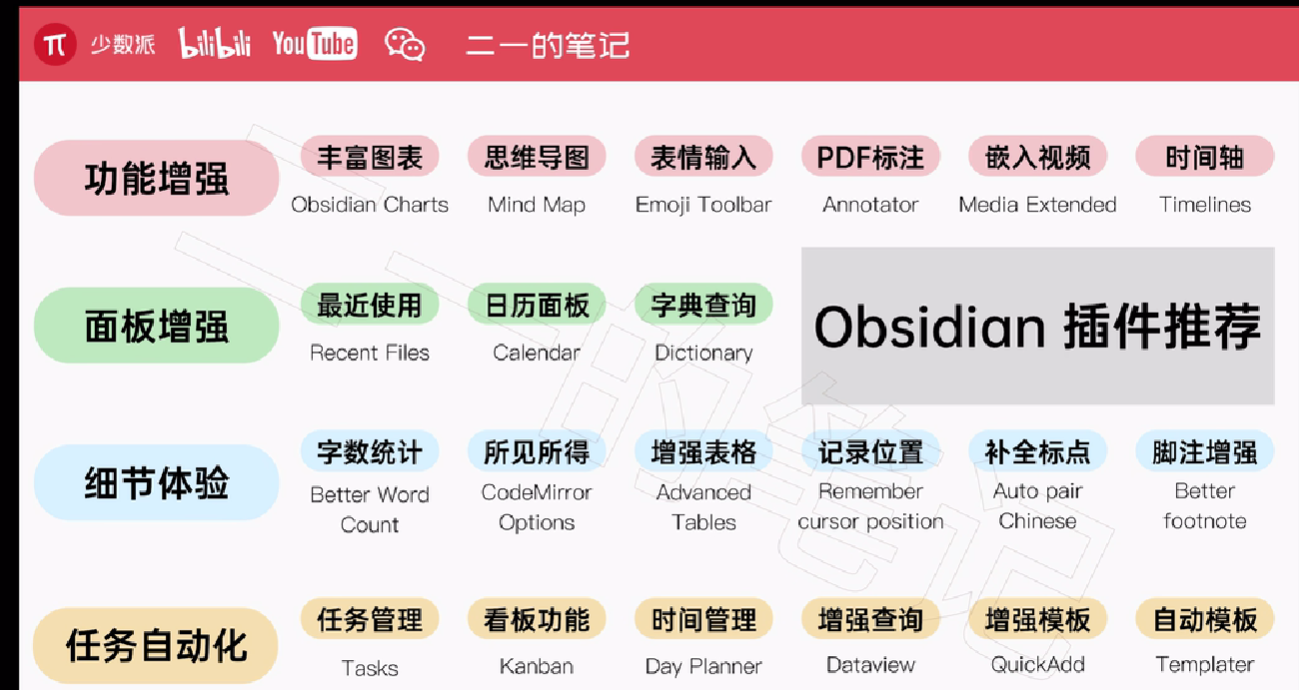 π 少数派 bilibili YouTube 二一的笔记
功能增强
丰富图表 思维导图 表情输入 PDF标注 嵌入视频 时间轴
Obsidian Charts Mind Map Emoji Toolbar Annotator Media Extended Timelines
面板增强
最近使用 日历面板 字典查询
Recent Files Calendar Dictionary
Obsidian 插件推荐
细节体验
字数统计 所见所得 增强表格 记录位置 补全标点 脚注增强
Better Word CodeMirror Advanced Remember Auto pair Better
Count Options Tables cursor position Chinese footnote
任务自动化
任务管理 看板功能 时间管理 增强查询 增强模板 自动模板
Tasks Kanban Day Planner Dataview QuickAdd Templater
二一的笔记